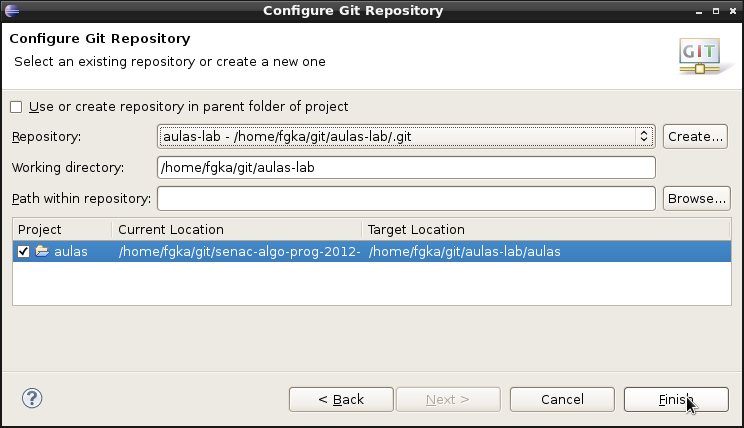 Configure Git Repository
Configure Git Repository
Select an existing repository or create a new one
GIT
Use or create repository in parent folder of project
Repository: aulas-lab - /home/fgka/git/aulas-lab/.git Create...
Working directory: /home/fgka/git/aulas-lab
Path within repository: Browse...
Project Current Location Target Location
aulas /home/fgka/git/senac-algo-prog-2012- /home/fgka/git/aulas-lab/aulas
? < Back Next > Cancel Finish